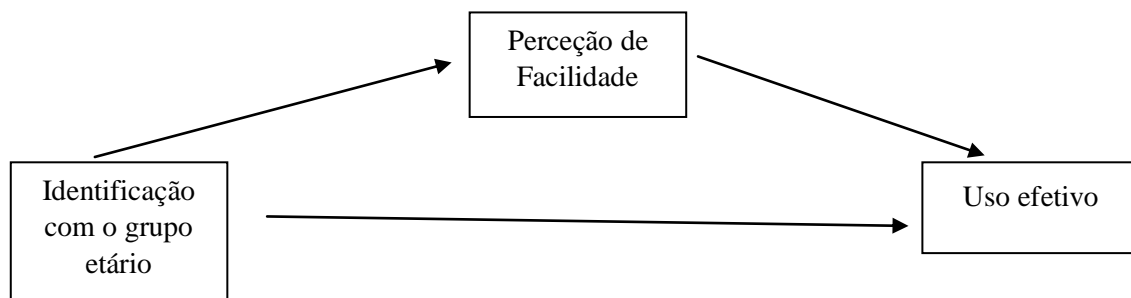 Perceção de
Facilidade
Identificação
com o grupo
etário
Uso efetivo